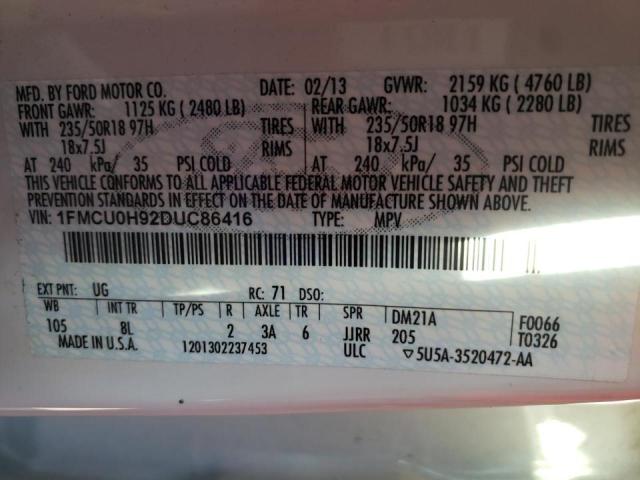 MFD. BY FORD MOTOR CO. DATE: 02/13 GVWR: 2159 KG ( 4760 LB)
FRONT GAWR: 1125 KG ( 2480 LB) REAR GAWR: 1034 KG ( 2280 LB)
WITH 235/50R18 97H TIRES WITH 235/50R18 97H TIRES
18x7.5J RIMS 18x7.5J RIMS
AT 240 kPa/ 35 PSI COLD AT 240 kPa/ 35 PSI COLD
THIS VEHICLE CONFORMS TO ALL APPLICABLE FEDERAL MOTOR VEHICLE SAFETY AND THEFT
PREVENTION STANDARDS IN EFFECT ON THE DATE OF MANUFACTURE SHOWN ABOVE.
VIN: 1FMCU0H92DUC86416 TYPE: MPV
EXT PNT: UG RC: 71 DSO:
WB INT TR TP/PS R AXLE TR SPR DM21A F0066
105 8L 2 3A 6 JJRR 205 T0326
MADE IN U.S.A. 1201302237453 ULC ▽5U5A-3520472-AA